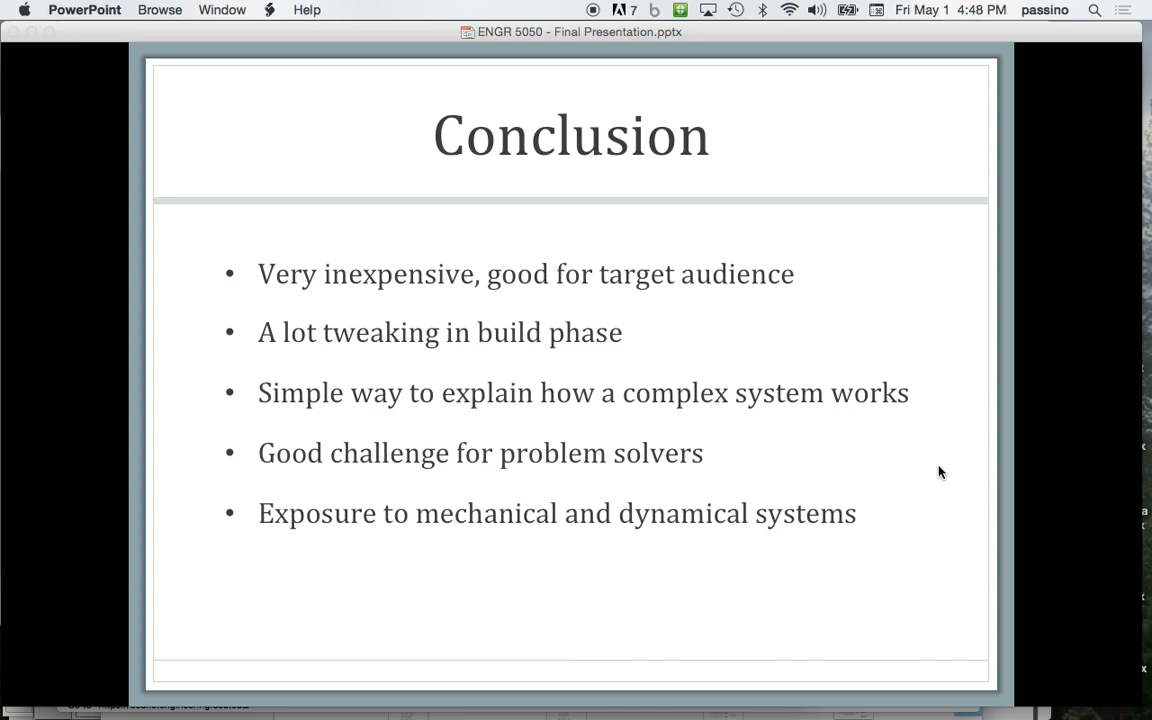 PowerPoint Browse Window Help 7 Fri May 1 4:48 PM passino
ENGR 5050 - Final Presentation.pptx
Conclusion
• Very inexpensive, good for target audience
• A lot tweaking in build phase
• Simple way to explain how a complex system works
• Good challenge for problem solvers
• Exposure to mechanical and dynamical systems